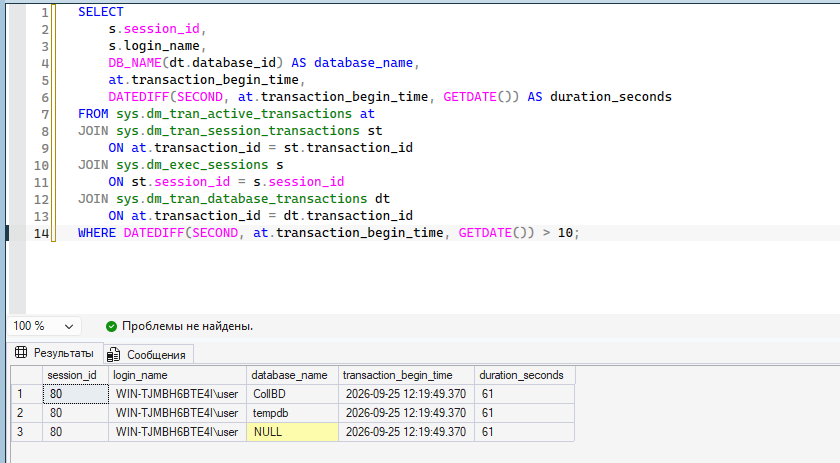 1 SELECT
2 s.session_id,
3 s.login_name,
4 DB_NAME(dt.database_id) AS database_name,
5 at.transaction_begin_time,
6 DATEDIFF(SECOND, at.transaction_begin_time, GETDATE()) AS duration_seconds
7 FROM sys.dm_tran_active_transactions at
8 JOIN sys.dm_tran_session_transactions st
9 ON at.transaction_id = st.transaction_id
10 JOIN sys.dm_exec_sessions s
11 ON st.session_id = s.session_id
12 JOIN sys.dm_tran_database_transactions dt
13 ON at.transaction_id = dt.transaction_id
14 WHERE DATEDIFF(SECOND, at.transaction_begin_time, GETDATE()) > 10;
100 % Проблемы не найдены.
Результаты Сообщения
session_id login_name database_name transaction_begin_time duration_seconds
1 80 WIN-TJMBH6BTE4I\user CollBD 2026-09-25 12:19:49.370 61
2 80 WIN-TJMBH6BTE4I\user tempdb 2026-09-25 12:19:49.370 61
3 80 WIN-TJMBH6BTE4I\user NULL 2026-09-25 12:19:49.370 61